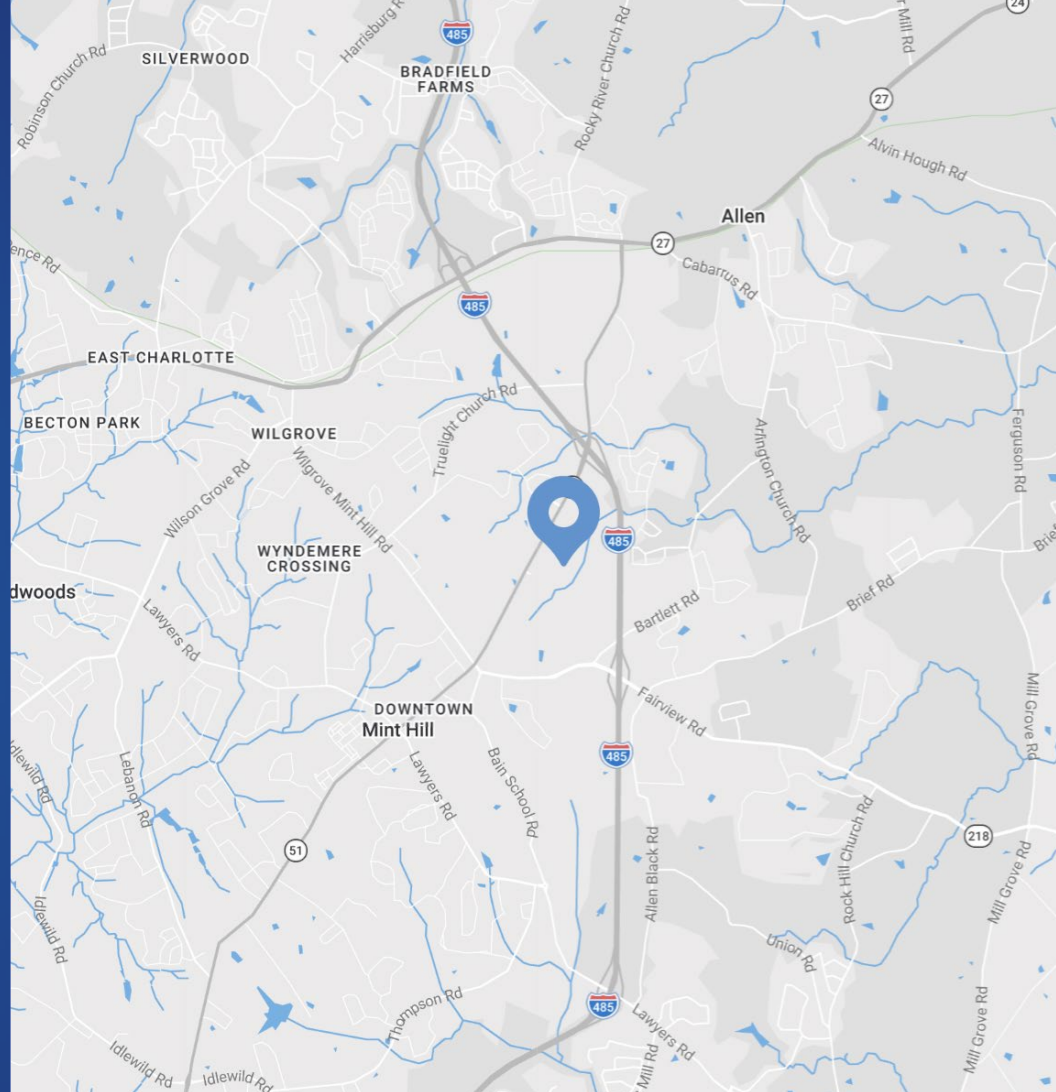 24
r Mill Rd
485
Harrisburg R
SILVERWOOD
Robinson Church Rd
BRADFIELD
FARMS
Rocky River Church Rd
27
Alvin Hough Rd
Allen
27
ence Rd
Cabarrus Rd
485
EAST CHARLOTTE
Truelight Church Rd
BECTON PARK
WILGROVE
Arlington Church Rd
Ferguson Rd
Wilson Grove Rd
Wilgrove Mint Hill Rd
485
Brie
WYNDEMERE
CROSSING
dwoods
Brief Rd
Bartlett Rd
Lawyers Rd
Mill Grove Rd
Fairview Rd
DOWNTOWN
Mint Hill
485
Idlewild Rd
Lebanon Rd
Lawyers Rd
Bain School Rd
51
218
Allen Black Rd
Rock Hill Church Rd
Mill Grove Rd
Idlewild Rd
Union Rd
485
Thompson Rd
Lawyers Rd
Mill Grove Rd
Idlewild Rd
Idlewild Rd
Mill Rd